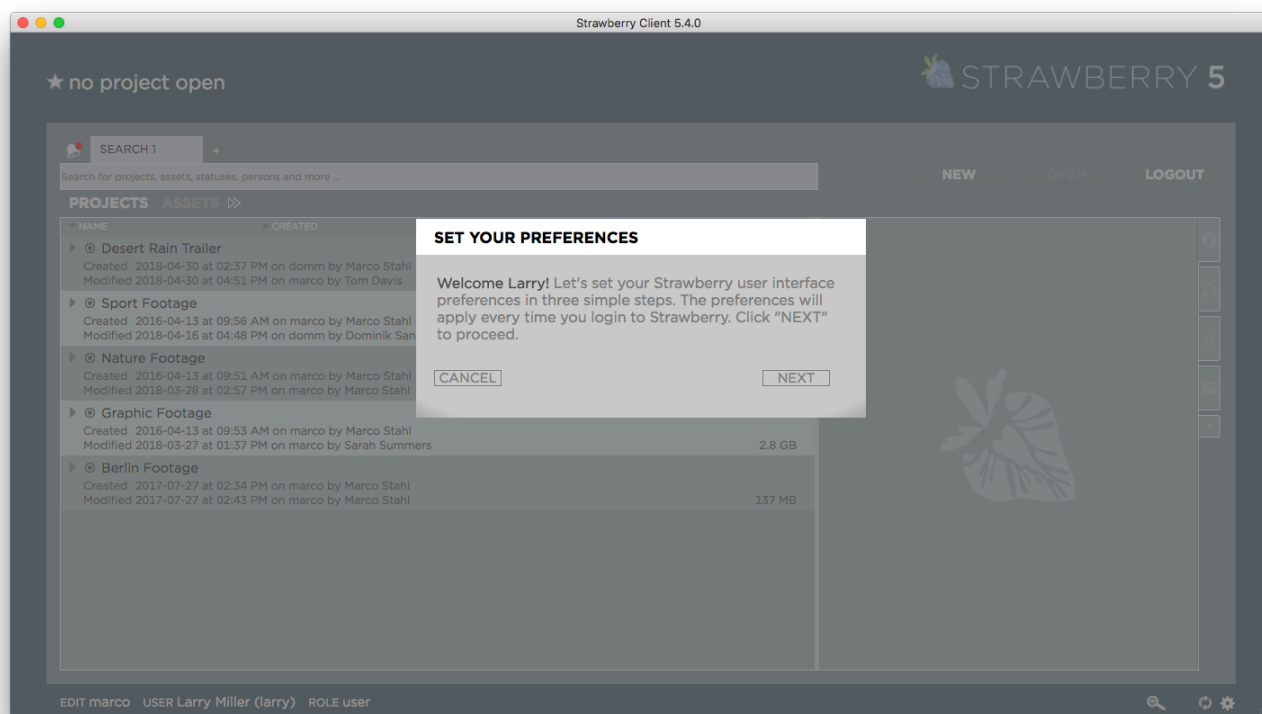 Strawberry Client 5.4.0
no project open
STRAWBERRY 5
SEARCH 1 +
Search for projects, assets, statuses, persons and more ...
NEW OPEN LOGOUT
PROJECTS ASSETS
NAME CREATED
SET YOUR PREFERENCES
Welcome Larry! Let's set your Strawberry user interface
preferences in three simple steps. The preferences will
apply every time you login to Strawberry. Click "NEXT"
to proceed.
CANCEL NEXT
Desert Rain Trailer
Created 2018-04-30 at 02:37 PM on domm by Marco Stahl
Modified 2018-04-30 at 04:51 PM on marco by Tom Davis
Sport Footage
Created 2016-04-13 at 09:56 AM on marco by Marco Stahl
Modified 2018-04-16 at 04:48 PM on domm by Dominik San
Nature Footage
Created 2016-04-13 at 09:51 AM on marco by Marco Stahl
Modified 2018-03-28 at 02:57 PM on marco by Marco Stahl
Graphic Footage
Created 2016-04-13 at 09:53 AM on marco by Marco Stahl
Modified 2018-03-27 at 01:37 PM on marco by Sarah Summers 2.8 GB
Berlin Footage
Created 2017-07-27 at 02:34 PM on marco by Marco Stahl
Modified 2017-07-27 at 02:43 PM on marco by Marco Stahl 137 MB
EDIT marco USER Larry Miller (larry) ROLE user